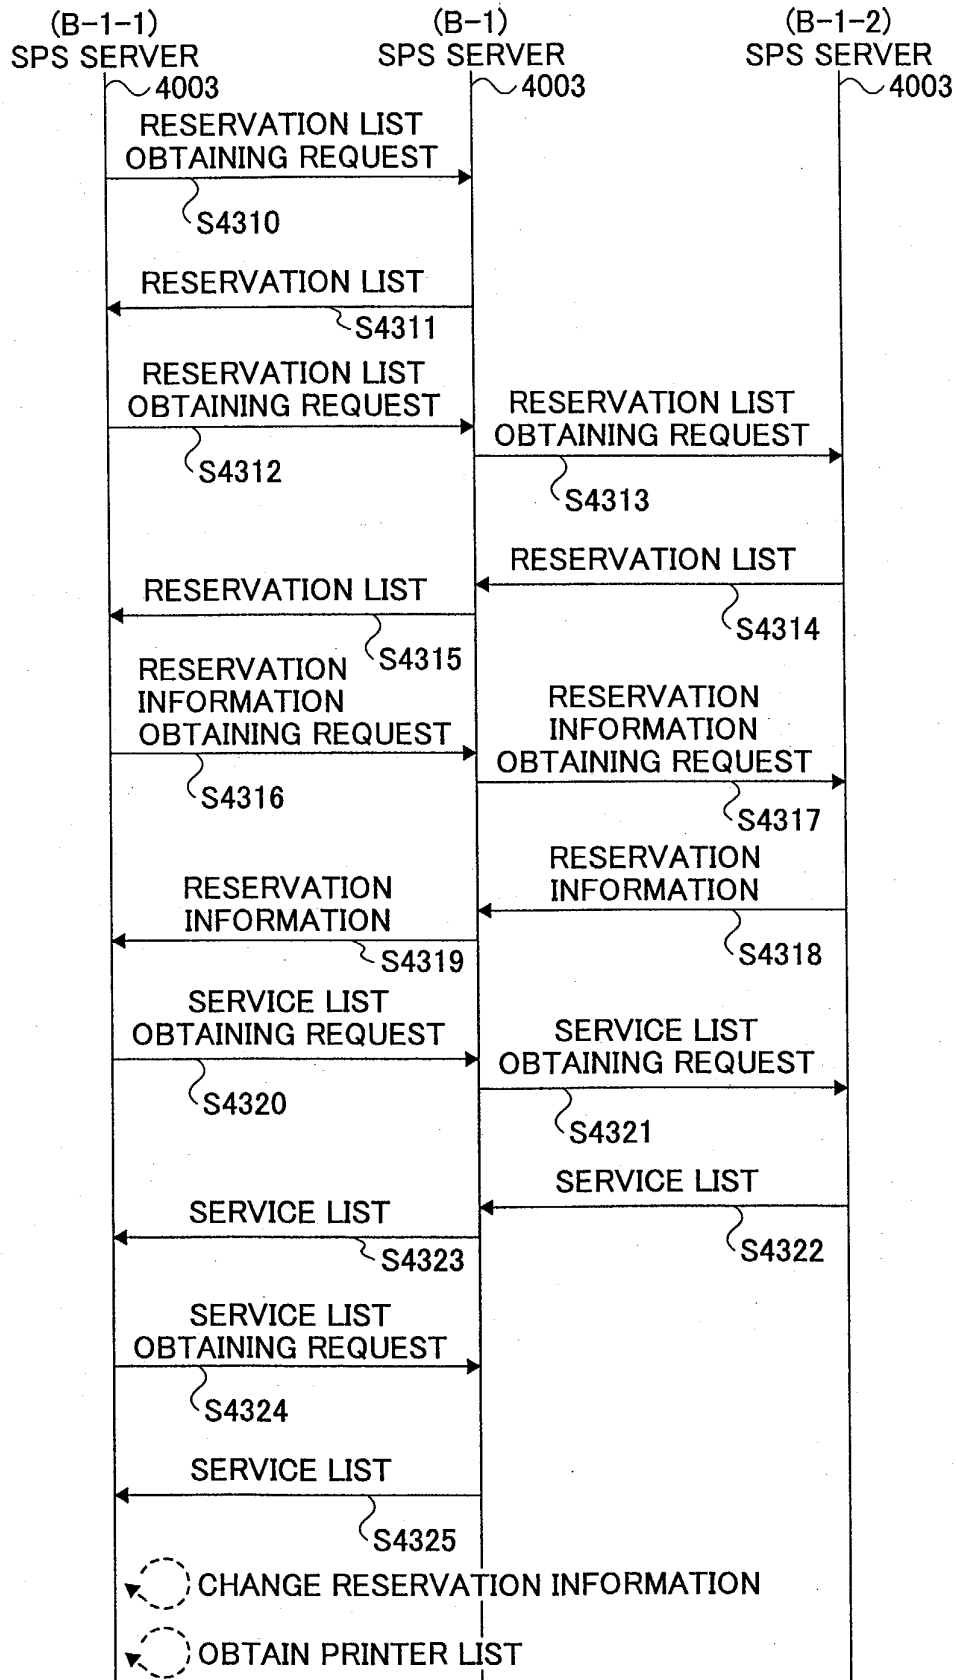 (B-1-1)
SPS SERVER
4003
(B-1)
SPS SERVER
4003
(B-1-2)
SPS SERVER
4003
RESERVATION LIST
OBTAINING REQUEST
S4310
RESERVATION LIST
S4311
RESERVATION LIST
OBTAINING REQUEST
S4312
RESERVATION LIST
OBTAINING REQUEST
S4313
RESERVATION LIST
S4314
RESERVATION LIST
S4315
RESERVATION
INFORMATION
OBTAINING REQUEST
S4316
RESERVATION
INFORMATION
OBTAINING REQUEST
S4317
RESERVATION
INFORMATION
S4318
RESERVATION
INFORMATION
S4319
SERVICE LIST
OBTAINING REQUEST
S4320
SERVICE LIST
OBTAINING REQUEST
S4321
SERVICE LIST
S4322
SERVICE LIST
S4323
SERVICE LIST
OBTAINING REQUEST
S4324
SERVICE LIST
S4325
CHANGE RESERVATION INFORMATION
OBTAIN PRINTER LIST